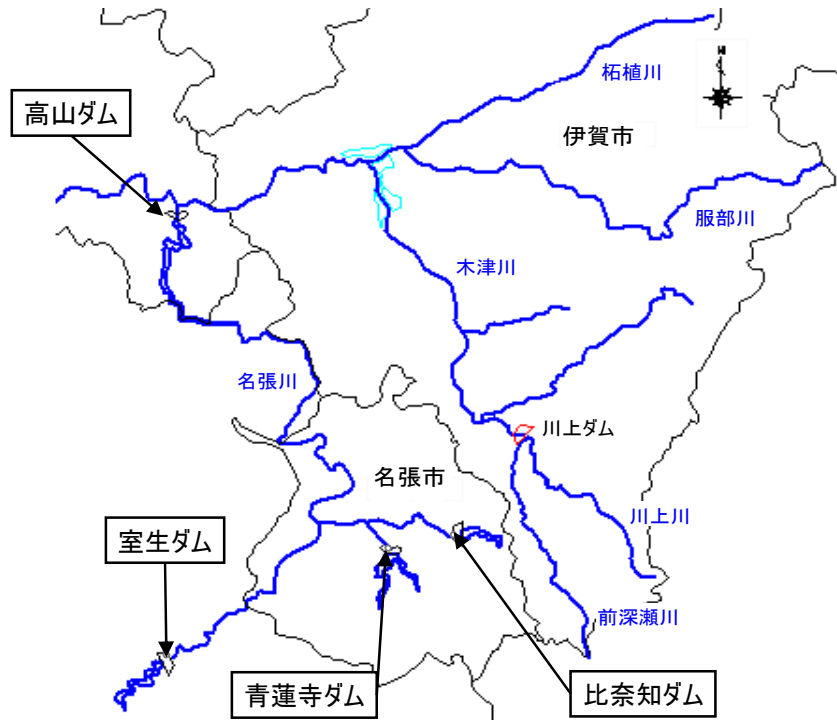 N
柘植川
高山ダム
伊賀市
服部川
木津川
名張川
川上ダム
名張市
川上川
室生ダム
前深瀬川
青蓮寺ダム
比奈知ダム